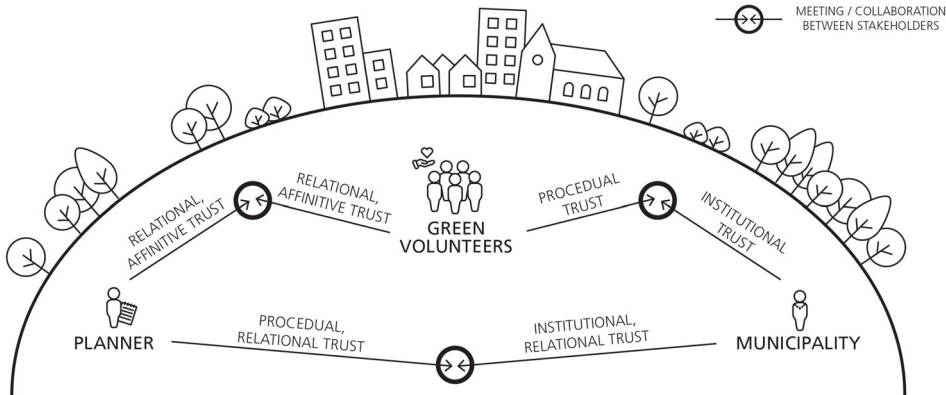 MEETING / COLLABORATION
BETWEEN STAKEHOLDERS
RELATIONAL,
AFFINITIVE TRUST
RELATIONAL,
AFFINITIVE TRUST
PROCEDUAL
TRUST
INSTITUTIONAL
TRUST
GREEN
VOLUNTEERS
PLANNER
PROCEDUAL,
RELATIONAL TRUST
INSTITUTIONAL,
RELATIONAL TRUST
MUNICIPALITY